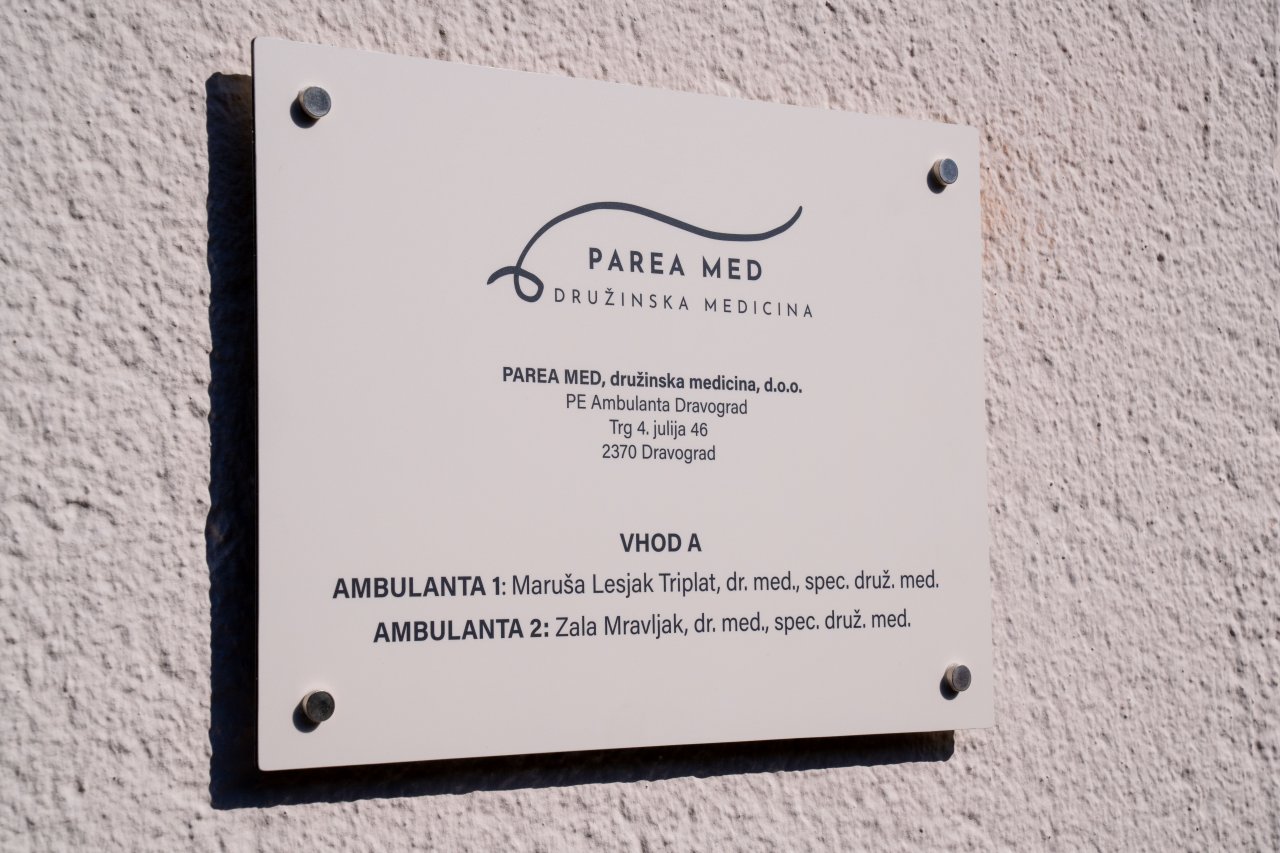 PAREA MED
DRUŽINSKA MEDICINA
PAREA MED, družinska medicina, d.o.o.
PE Ambulanta Dravograd
Trg 4. julija 46
2370 Dravograd
VHOD A
AMBULANTA 1: Maruša Lesjak Triplat, dr. med., spec. druž. med.
AMBULANTA 2: Zala Mravljak, dr. med., spec. druž. med.